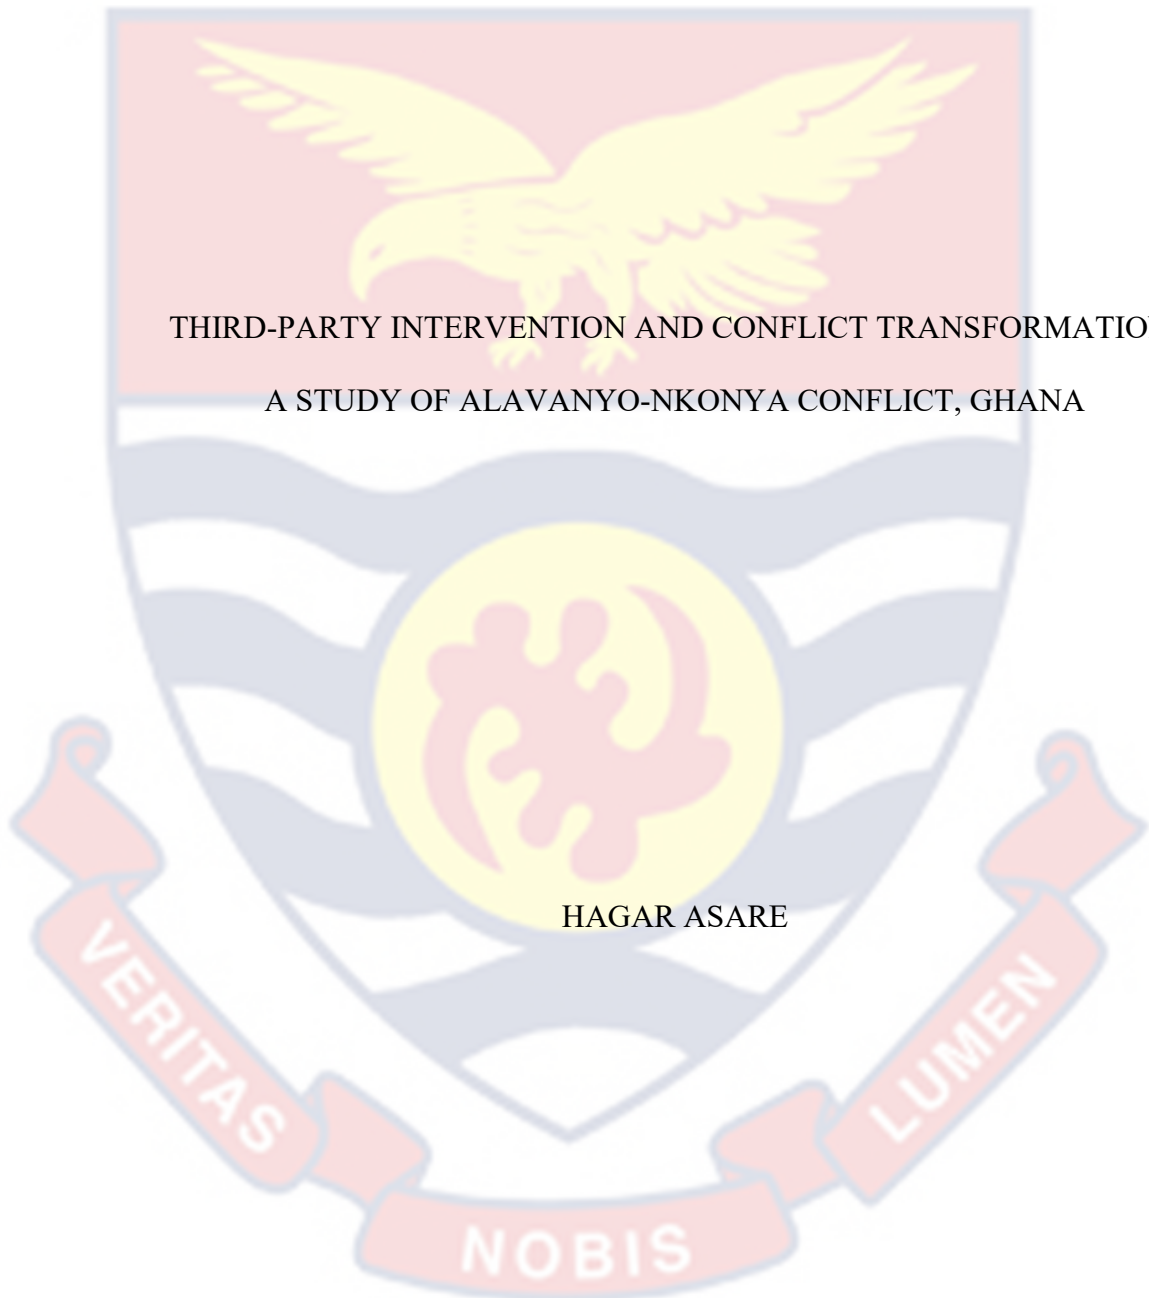 THIRD-PARTY INTERVENTION AND CONFLICT TRANSFORMATIO
A STUDY OF ALAVANYO-NKONYA CONFLICT, GHANA
HAGAR ASARE
VERITAS
NOBIS
LUMEN